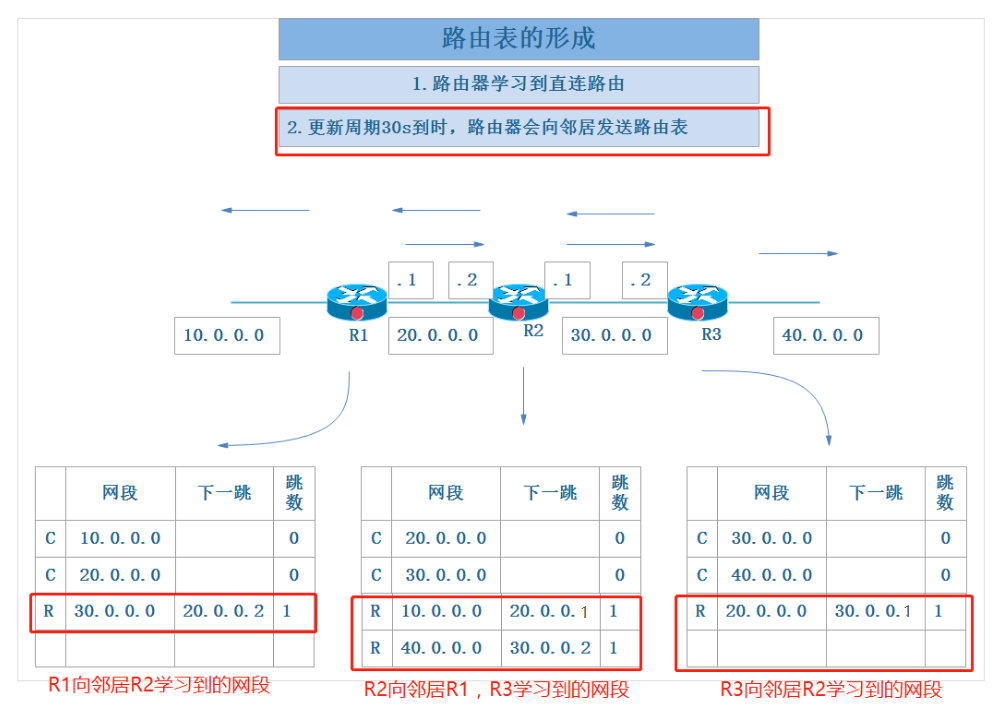 路由表的形成
1.路由器学习到直连路由
2.更新周期30s到时，路由器会向邻居发送路由表
.1 .2 .1 .2
R1 R2 R3
10.0.0.0 20.0.0.0 30.0.0.0 40.0.0.0
网段 下一跳 跳数
C 10.0.0.0 0
C 20.0.0.0 0
R 30.0.0.0 20.0.0.2 1
R1向邻居R2学习到的网段
网段 下一跳 跳数
C 20.0.0.0 0
C 30.0.0.0 0
R 10.0.0.0 20.0.0.1 1
R 40.0.0.0 30.0.0.2 1
R2向邻居R1，R3学习到的网段
网段 下一跳 跳数
C 30.0.0.0 0
C 40.0.0.0 0
R 20.0.0.0 30.0.0.1 1
R3向邻居R2学习到的网段